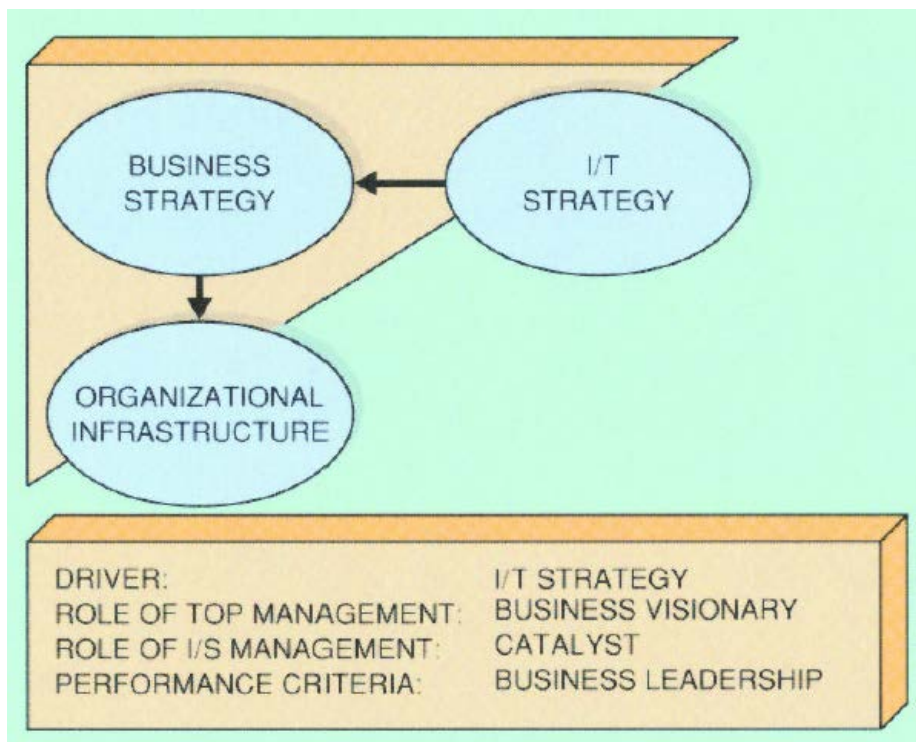 BUSINESS
STRATEGY
I/T
STRATEGY
ORGANIZATIONAL
INFRASTRUCTURE
DRIVER: I/T STRATEGY
ROLE OF TOP MANAGEMENT: BUSINESS VISIONARY
ROLE OF I/S MANAGEMENT: CATALYST
PERFORMANCE CRITERIA: BUSINESS LEADERSHIP